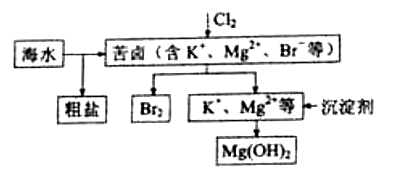 Cl₂
海水
苦卤（含 K⁺、Mg²⁺、Br⁻等）
粗盐
Br₂
K⁺、Mg²⁺等
沉淀剂
Mg(OH)₂